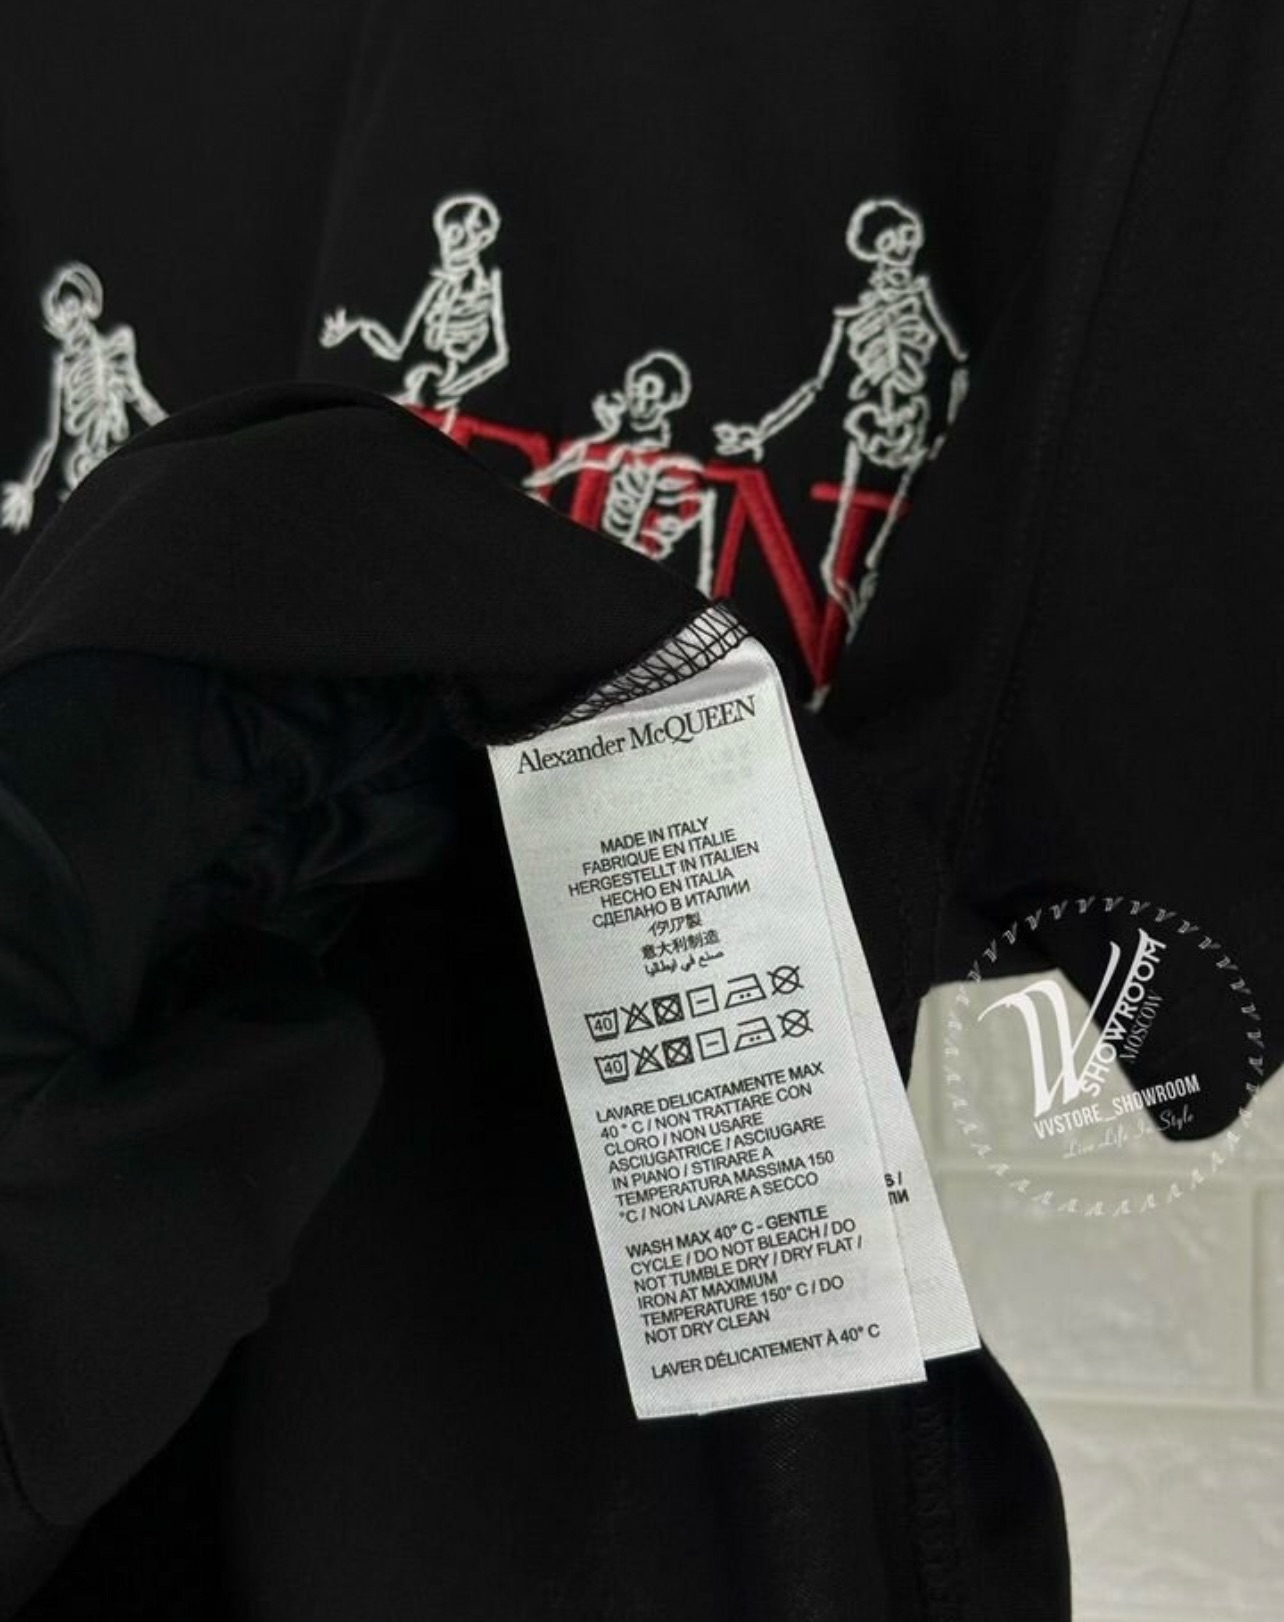 Alexander McQUEEN
MADE IN ITALY
FABRIQUE EN ITALIE
HERGESTELLT IN ITALIEN
HECHO EN ITALIA
СДЕЛАНО В ИТАЛИИ
イタリア製
意大利制造
صنع في ايطاليا
40
40
LAVARE DELICATAMENTE MAX
40 ° C / NON TRATTARE CON
CLORO / NON USARE
ASCIUGATRICE / ASCIUGARE
IN PIANO / STIRARE A
TEMPERATURA MASSIMA 150
°C / NON LAVARE A SECCO
WASH MAX 40° C - GENTLE
CYCLE / DO NOT BLEACH / DO
NOT TUMBLE DRY / DRY FLAT /
IRON AT MAXIMUM
TEMPERATURE 150° C / DO
NOT DRY CLEAN
LAVER DÉLICATEMENT À 40° C
SHOWROOM
MOSCOW
VVSTORE_SHOWROOM
Live Life In Style